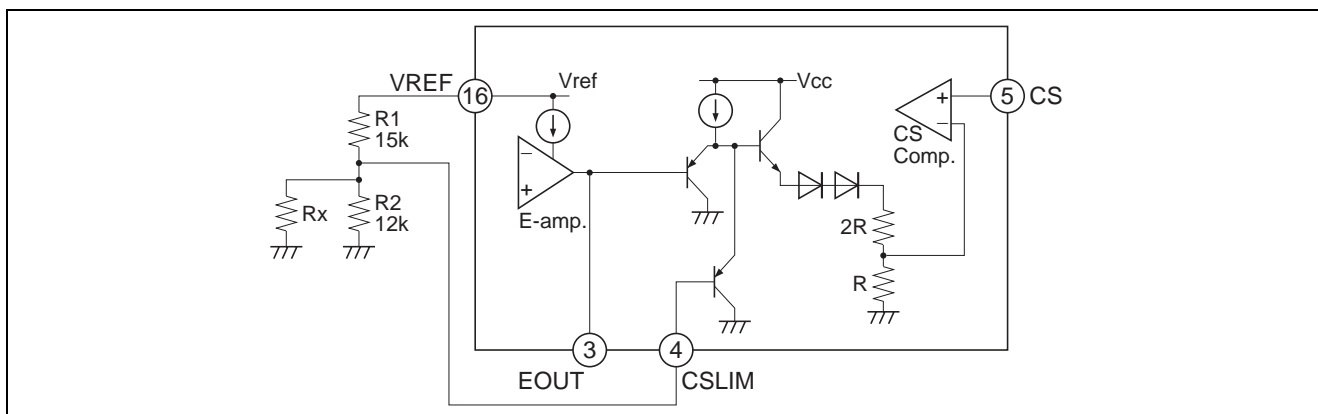 VREF
16
Vref
Vcc
5
CS
R1
15k
CS
Comp.
+
−
−
+
E-amp.
Rx
R2
12k
2R
R
3
4
EOUT
CSLIM